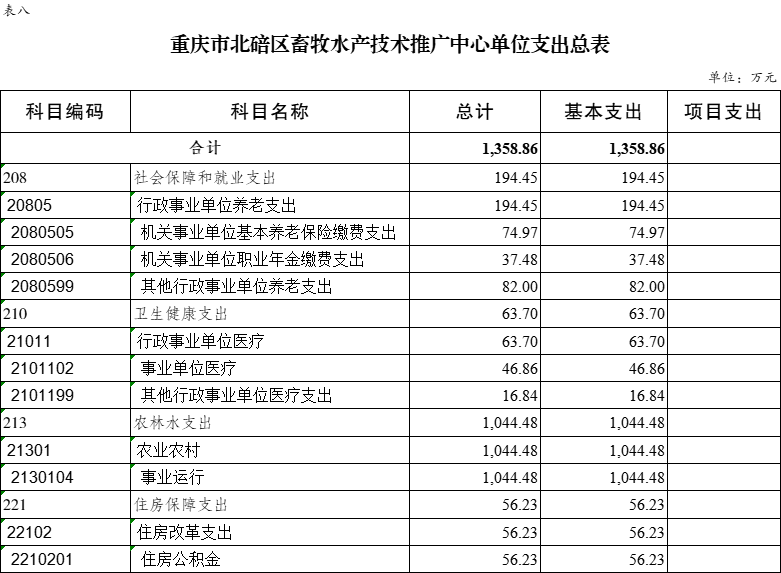 表八
重庆市北碚区畜牧水产技术推广中心单位支出总表
单位：万元
科目编码 科目名称 总计 基本支出 项目支出
合计 1,358.86 1,358.86
208 社会保障和就业支出 194.45 194.45
20805 行政事业单位养老支出 194.45 194.45
2080505 机关事业单位基本养老保险缴费支出 74.97 74.97
2080506 机关事业单位职业年金缴费支出 37.48 37.48
2080599 其他行政事业单位养老支出 82.00 82.00
210 卫生健康支出 63.70 63.70
21011 行政事业单位医疗 63.70 63.70
2101102 事业单位医疗 46.86 46.86
2101199 其他行政事业单位医疗支出 16.84 16.84
213 农林水支出 1,044.48 1,044.48
21301 农业农村 1,044.48 1,044.48
2130104 事业运行 1,044.48 1,044.48
221 住房保障支出 56.23 56.23
22102 住房改革支出 56.23 56.23
2210201 住房公积金 56.23 56.23